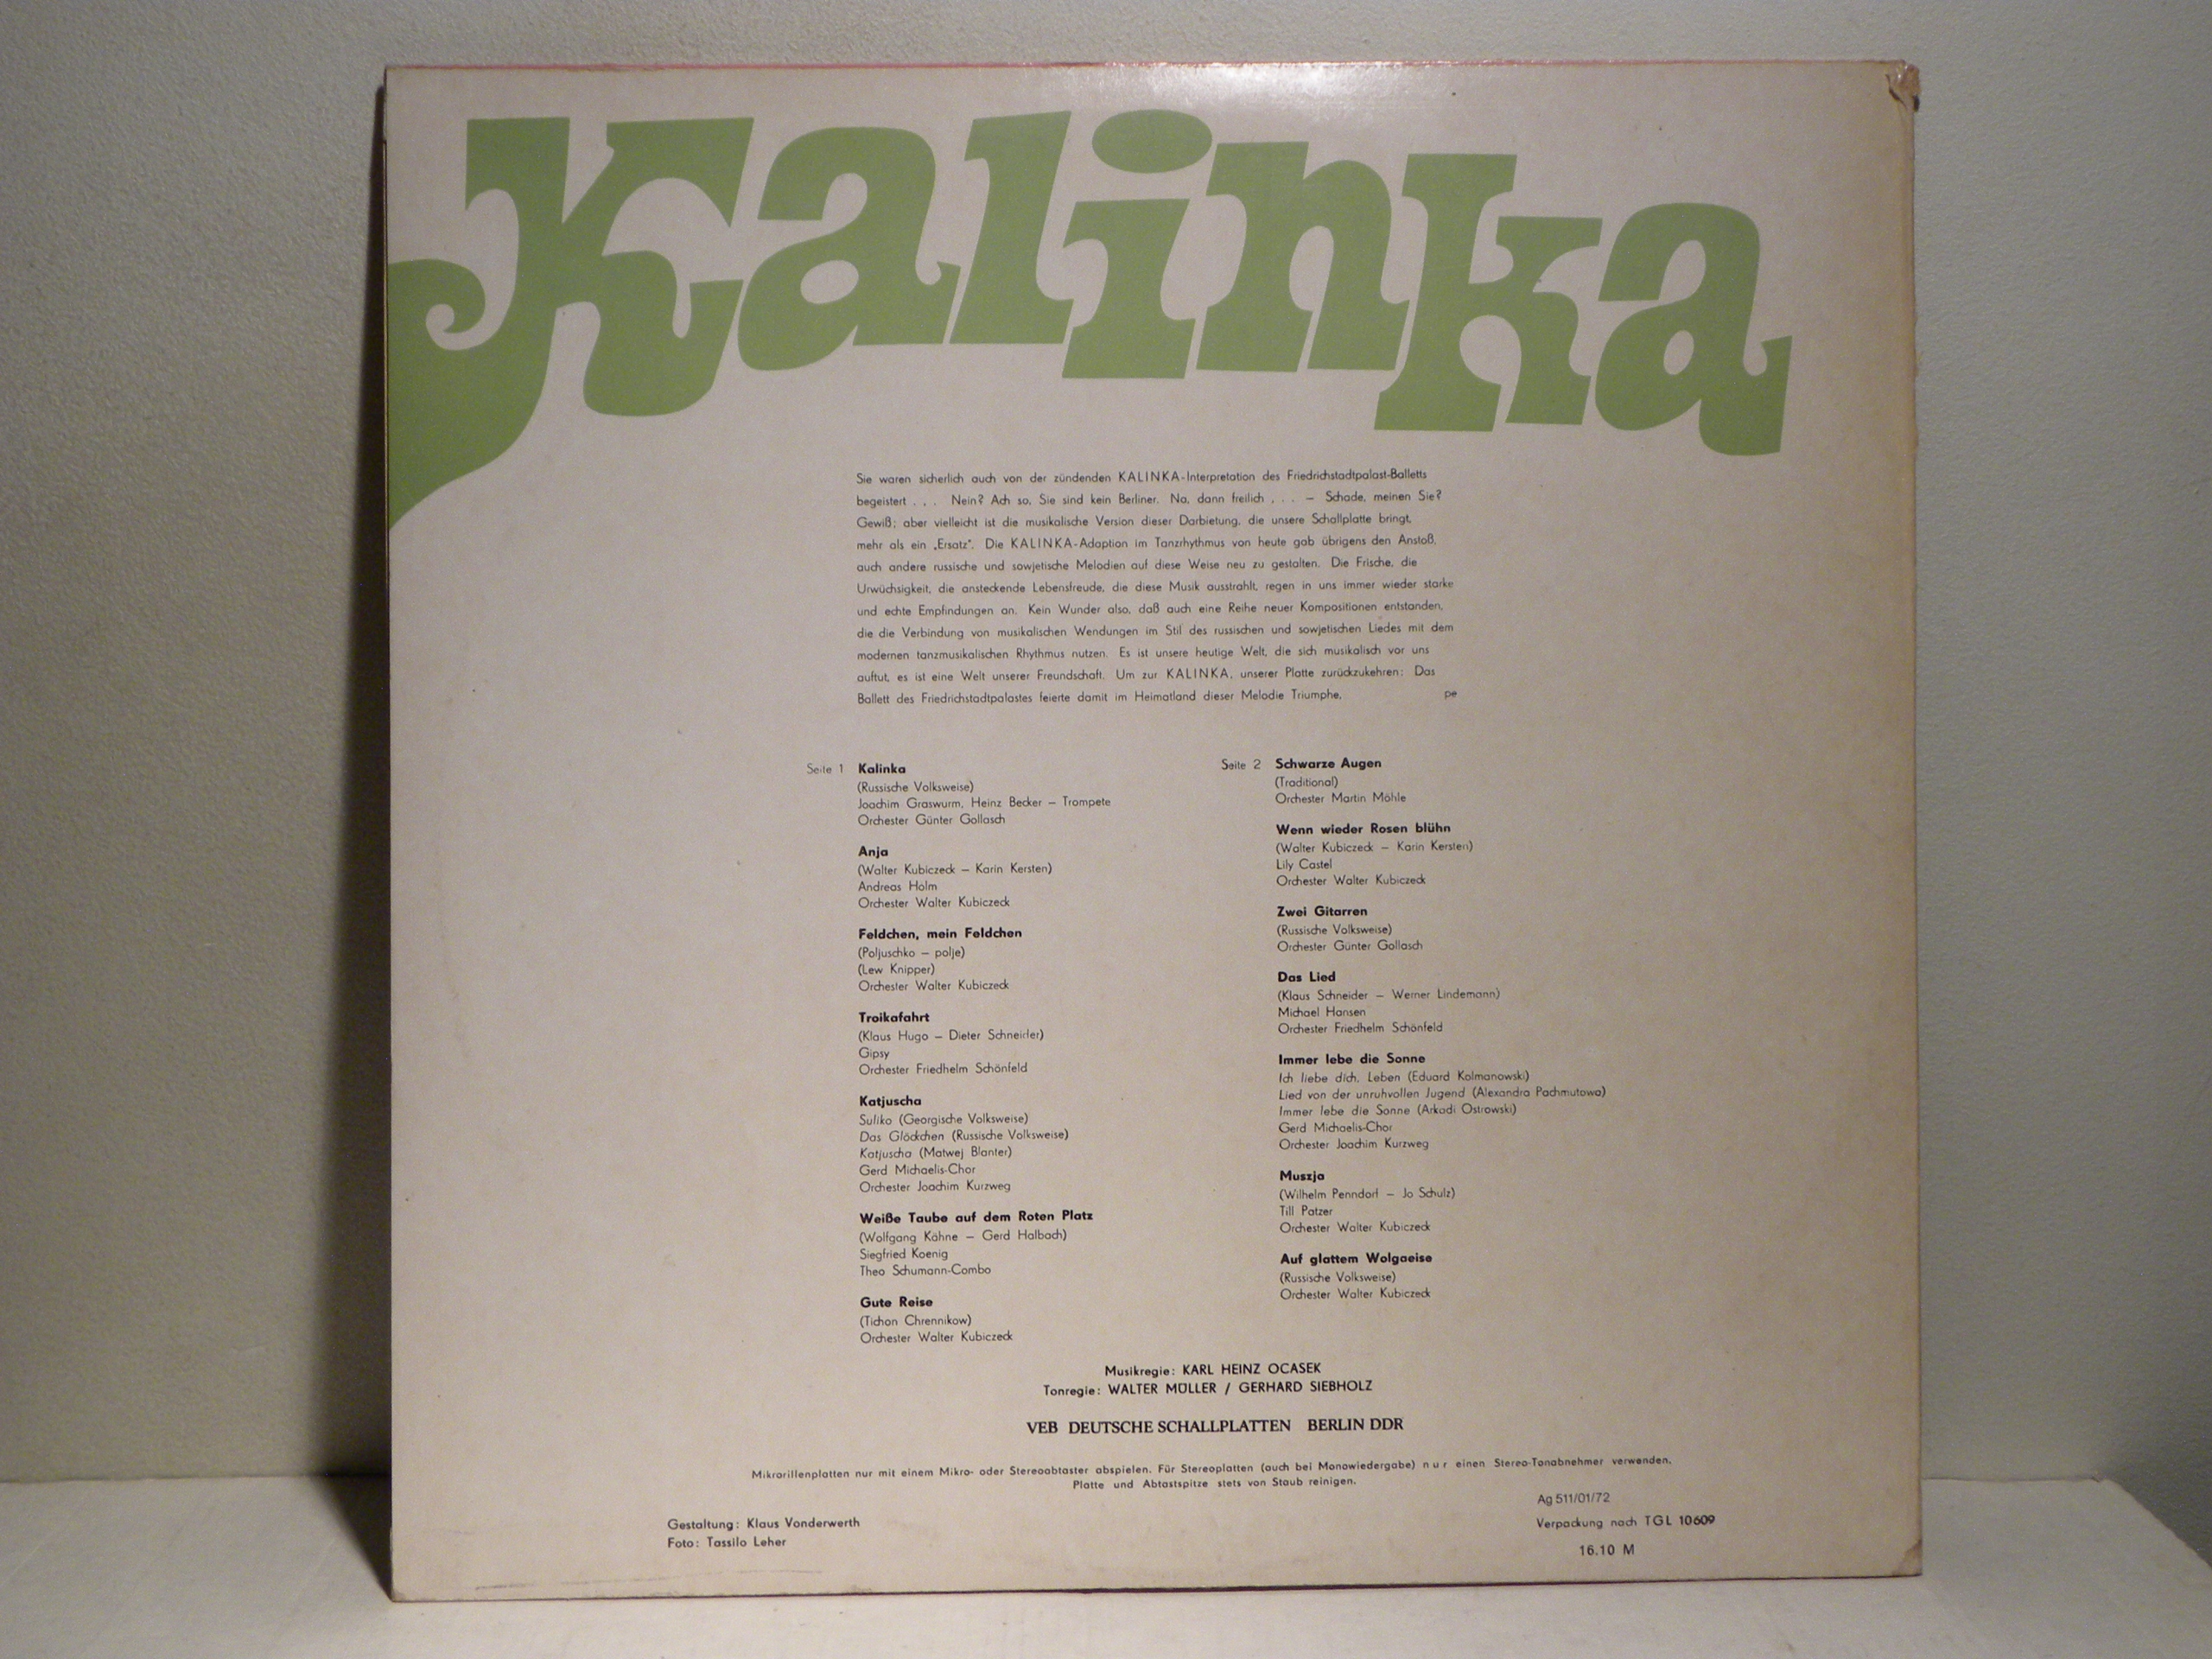 Kalinka
Sie waren sicherlich auch von der zündenden KALINKA-Interpretation des Friedrichstadtpalast-Balletts
begeistert . . . Nein? Ach so, Sie sind kein Berliner. Na, dann freilich . . . — Schade, meinen Sie?
Gewiß; aber vielleicht ist die musikalische Version dieser Darbietung, die unsere Schallplatte bringt,
mehr als ein „Ersatz". Die KALINKA-Adaption im Tanzrhythmus von heute gab übrigens den Anstoß,
auch andere russische und sowjetische Melodien auf diese Weise neu zu gestalten. Die Frische, die
Urwüchsigkeit, die ansteckende Lebensfreude, die diese Musik ausstrahlt, regen in uns immer wieder starke
und echte Empfindungen an. Kein Wunder also, daß auch eine Reihe neuer Kompositionen entstanden,
die die Verbindung von musikalischen Wendungen im Stil des russischen und sowjetischen Liedes mit dem
modernen tanzmusikalischen Rhythmus nutzen. Es ist unsere heutige Welt, die sich musikalisch vor uns
auftut, es ist eine Welt unserer Freundschaft. Um zur KALINKA, unserer Platte zurückzukehren: Das
Ballett des Friedrichstadtpalastes feierte damit im Heimatland dieser Melodie Triumphe. pe
Seite 1 Kalinka
(Russische Volksweise)
Joachim Graswurm, Heinz Becker — Trompete
Orchester Günter Gollasch
Anja
(Walter Kubiczeck — Karin Kersten)
Andreas Holm
Orchester Walter Kubiczeck
Feldchen, mein Feldchen
(Poljuschko — polje)
(Lew Knipper)
Orchester Walter Kubiczeck
Troikafahrt
(Klaus Hugo — Dieter Schneider)
Gipsy
Orchester Friedhelm Schönfeld
Katjuscha
Suliko (Georgische Volksweise)
Das Glöckchen (Russische Volksweise)
Katjuscha (Matwej Blanter)
Gerd Michaelis-Chor
Orchester Joachim Kurzweg
Weiße Taube auf dem Roten Platz
(Wolfgang Kähne — Gerd Halbach)
Siegfried Koenig
Theo Schumann-Combo
Gute Reise
(Tichon Chrennikow)
Orchester Walter Kubiczeck
Seite 2 Schwarze Augen
(Traditional)
Orchester Martin Möhle
Wenn wieder Rosen blühn
(Walter Kubiczeck — Karin Kersten)
Lily Castel
Orchester Walter Kubiczeck
Zwei Gitarren
(Russische Volksweise)
Orchester Günter Gollasch
Das Lied
(Klaus Schneider — Werner Lindemann)
Michael Hansen
Orchester Friedhelm Schönfeld
Immer lebe die Sonne
Ich liebe dich, Leben (Eduard Kolmanowski)
Lied von der unruhvollen Jugend (Alexandra Pachmutowa)
Immer lebe die Sonne (Arkadi Ostrowski)
Gerd Michaelis-Chor
Orchester Joachim Kurzweg
Muszja
(Wilhelm Penndorf — Jo Schulz)
Till Patzer
Orchester Walter Kubiczeck
Auf glattem Wolgaeise
(Russische Volksweise)
Orchester Walter Kubiczeck
Musikregie: KARL HEINZ OCASEK
Tonregie: WALTER MÜLLER / GERHARD SIEBHOLZ
VEB DEUTSCHE SCHALLPLATTEN BERLIN DDR
Mikrorillenplatten nur mit einem Mikro- oder Stereoabtaster abspielen. Für Stereoplatten (auch bei Monowiedergabe) nur einen Stereo-Tonabnehmer verwenden.
Platte und Abtastspitze stets von Staub reinigen.
Gestaltung: Klaus Vonderwerth
Foto: Tassilo Leher
Ag 511/01/72
Verpackung nach TGL 10609
16.10 M